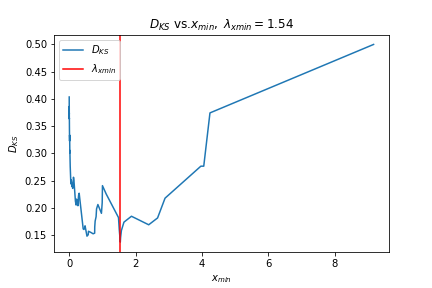 D_KS vs.x_min, λ_xmin = 1.54
D_KS
λ_xmin
0.50
0.45
0.40
0.35
0.30
0.25
0.20
0.15
D_KS
0 2 4 6 8
x_min